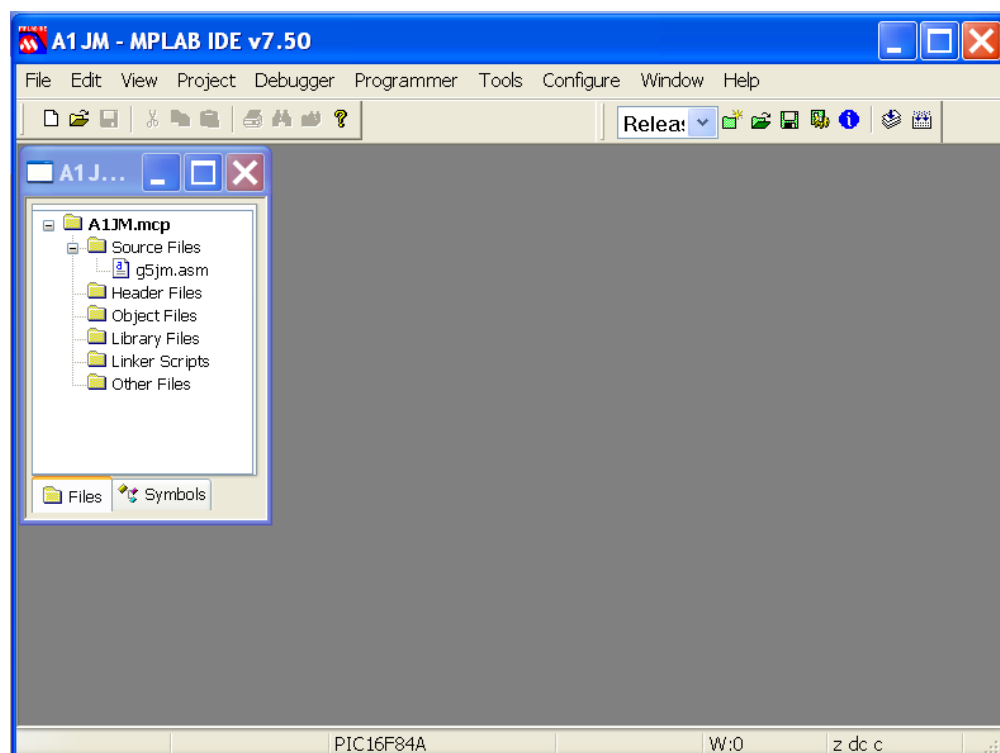 A1JM - MPLAB IDE v7.50
File Edit View Project Debugger Programmer Tools Configure Window Help
Releas
A1J...
A1JM.mcp
Source Files
g5jm.asm
Header Files
Object Files
Library Files
Linker Scripts
Other Files
Files Symbols
PIC16F84A W:0 z dc c